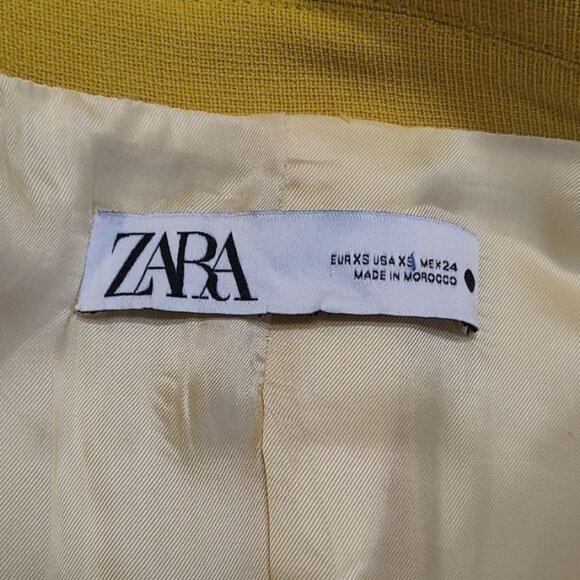 ZARA
EUR XS USA XS MEX 24
MADE IN MOROCCO